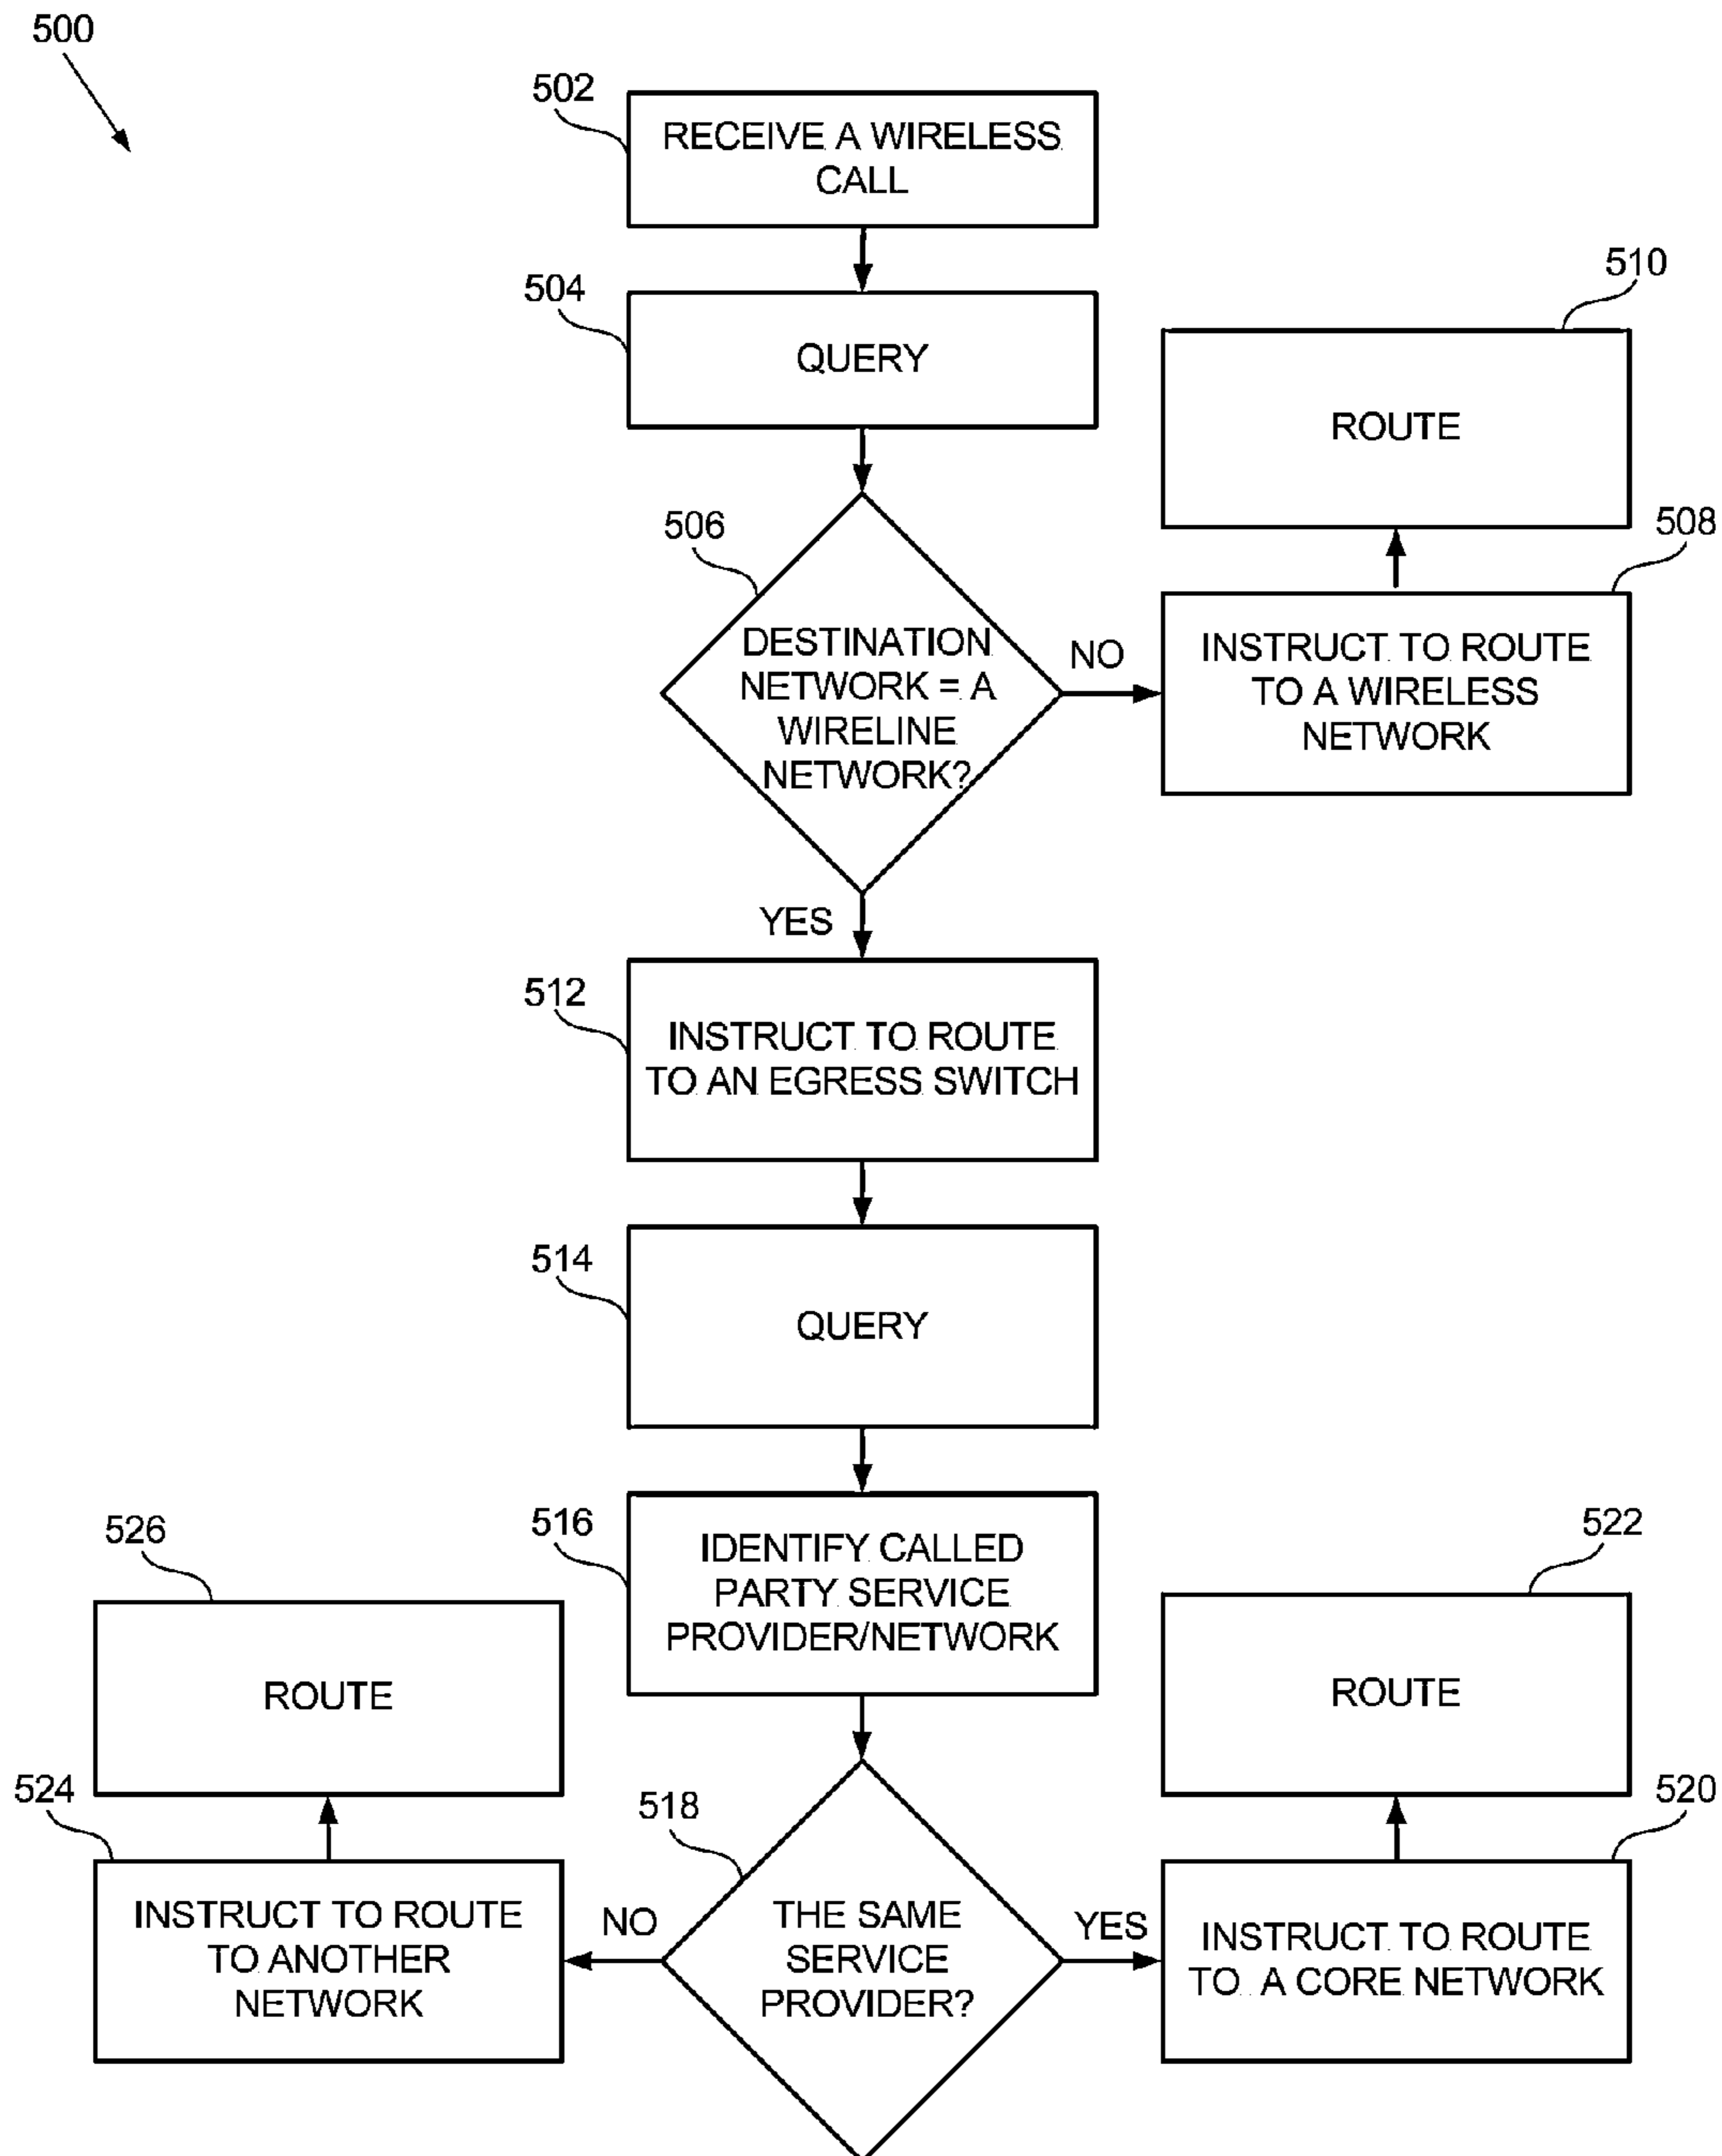 500
502
RECEIVE A WIRELESS
CALL
504
QUERY
510
ROUTE
506
DESTINATION
NETWORK = A
WIRELINE
NETWORK?
NO
508
INSTRUCT TO ROUTE
TO A WIRELESS
NETWORK
YES
512
INSTRUCT TO ROUTE
TO AN EGRESS SWITCH
514
QUERY
516
IDENTIFY CALLED
PARTY SERVICE
PROVIDER/NETWORK
526
ROUTE
522
ROUTE
524
INSTRUCT TO ROUTE
TO ANOTHER
NETWORK
NO
518
THE SAME
SERVICE
PROVIDER?
YES
520
INSTRUCT TO ROUTE
TO A CORE NETWORK